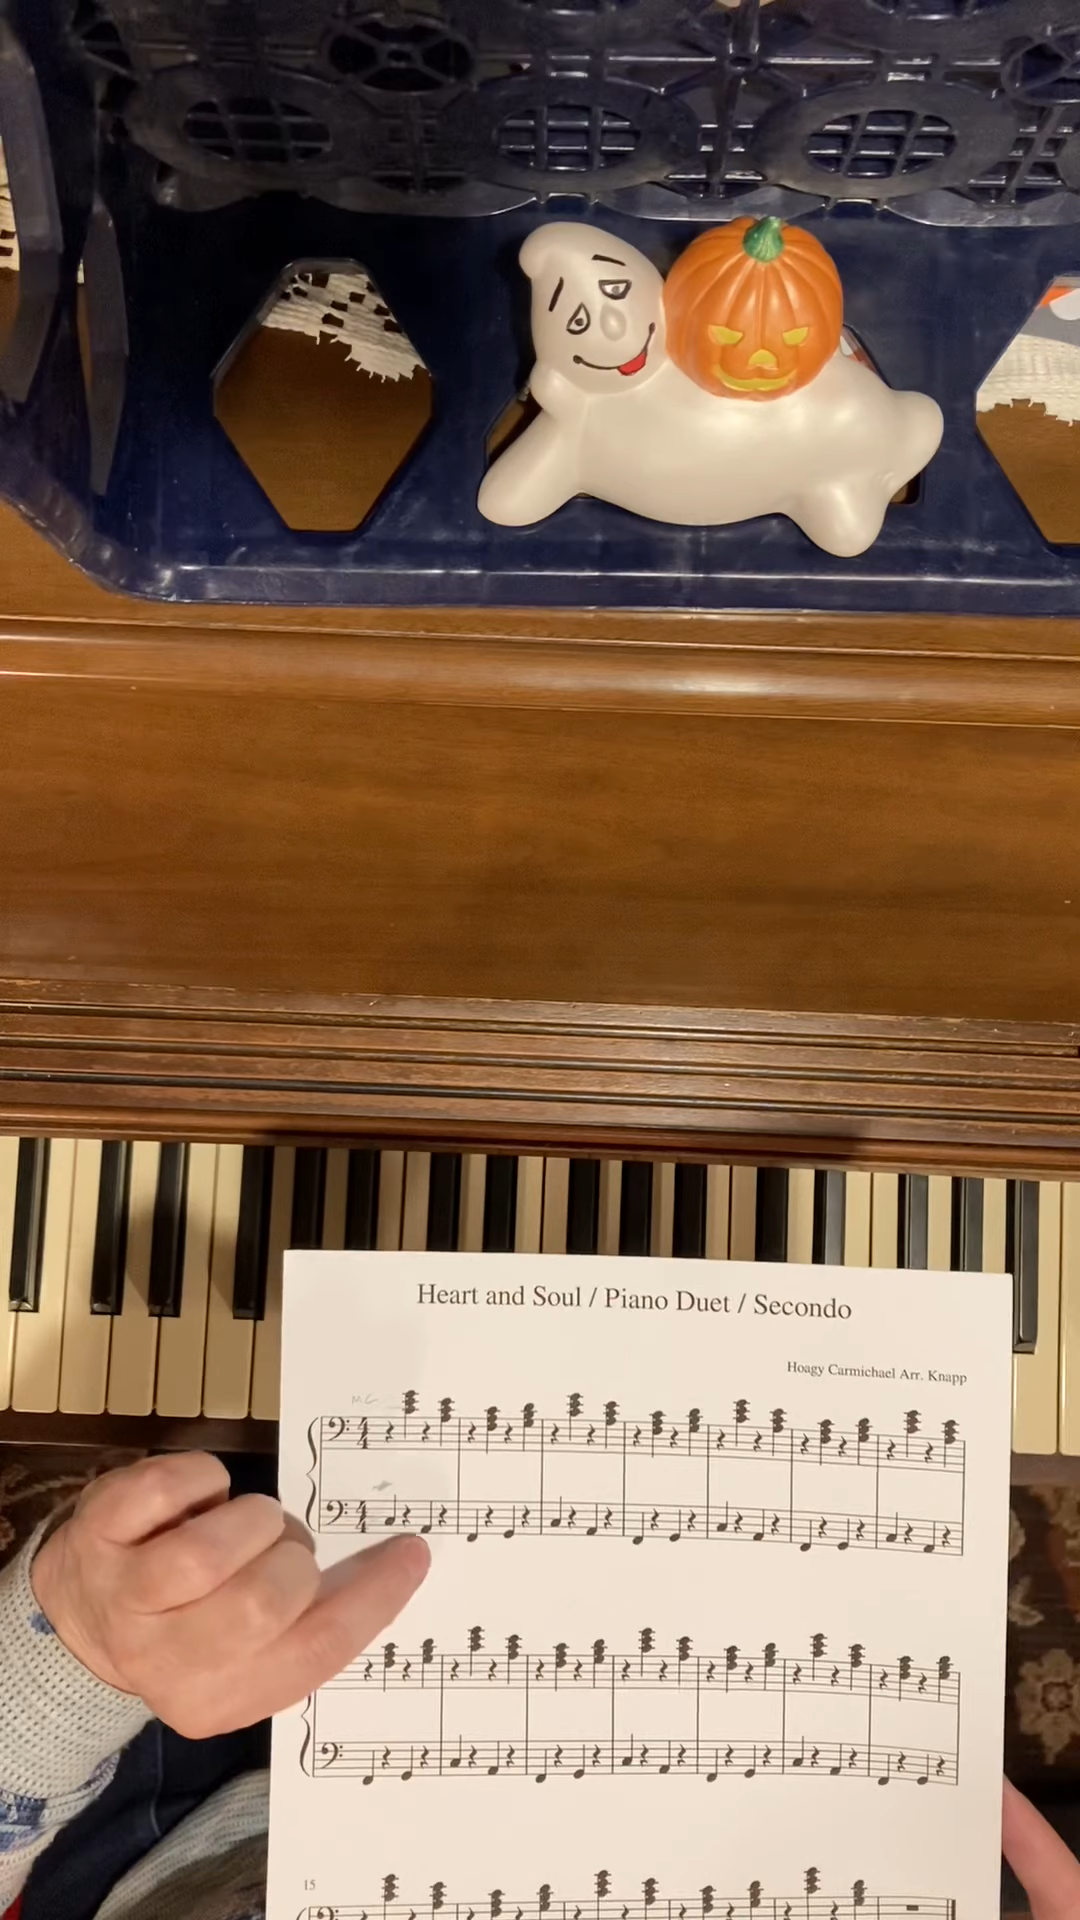 Heart and Soul / Piano Duet / Secondo
Hoagy Carmichael Arr. Knapp
M.C
15